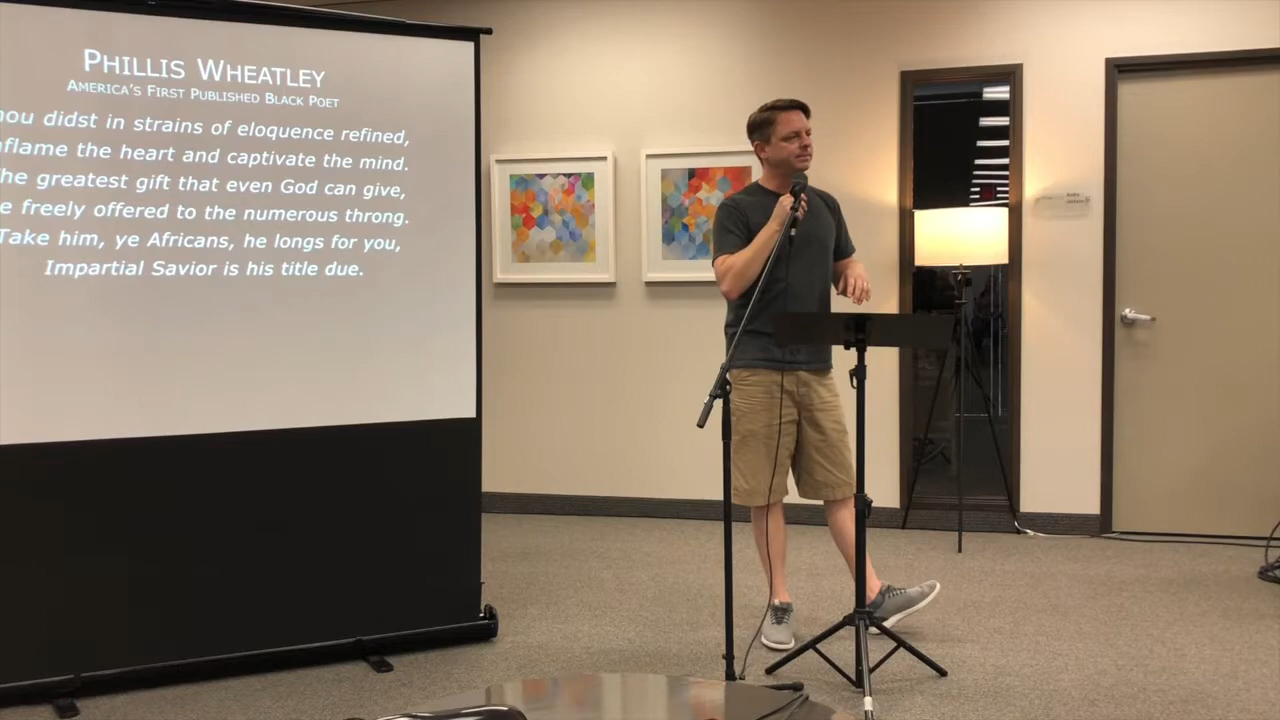 PHILLIS WHEATLEY
AMERICA'S FIRST PUBLISHED BLACK POET
hou didst in strains of eloquence refined,
flame the heart and captivate the mind.
he greatest gift that even God can give,
e freely offered to the numerous throng.
Take him, ye Africans, he longs for you,
Impartial Savior is his title due.